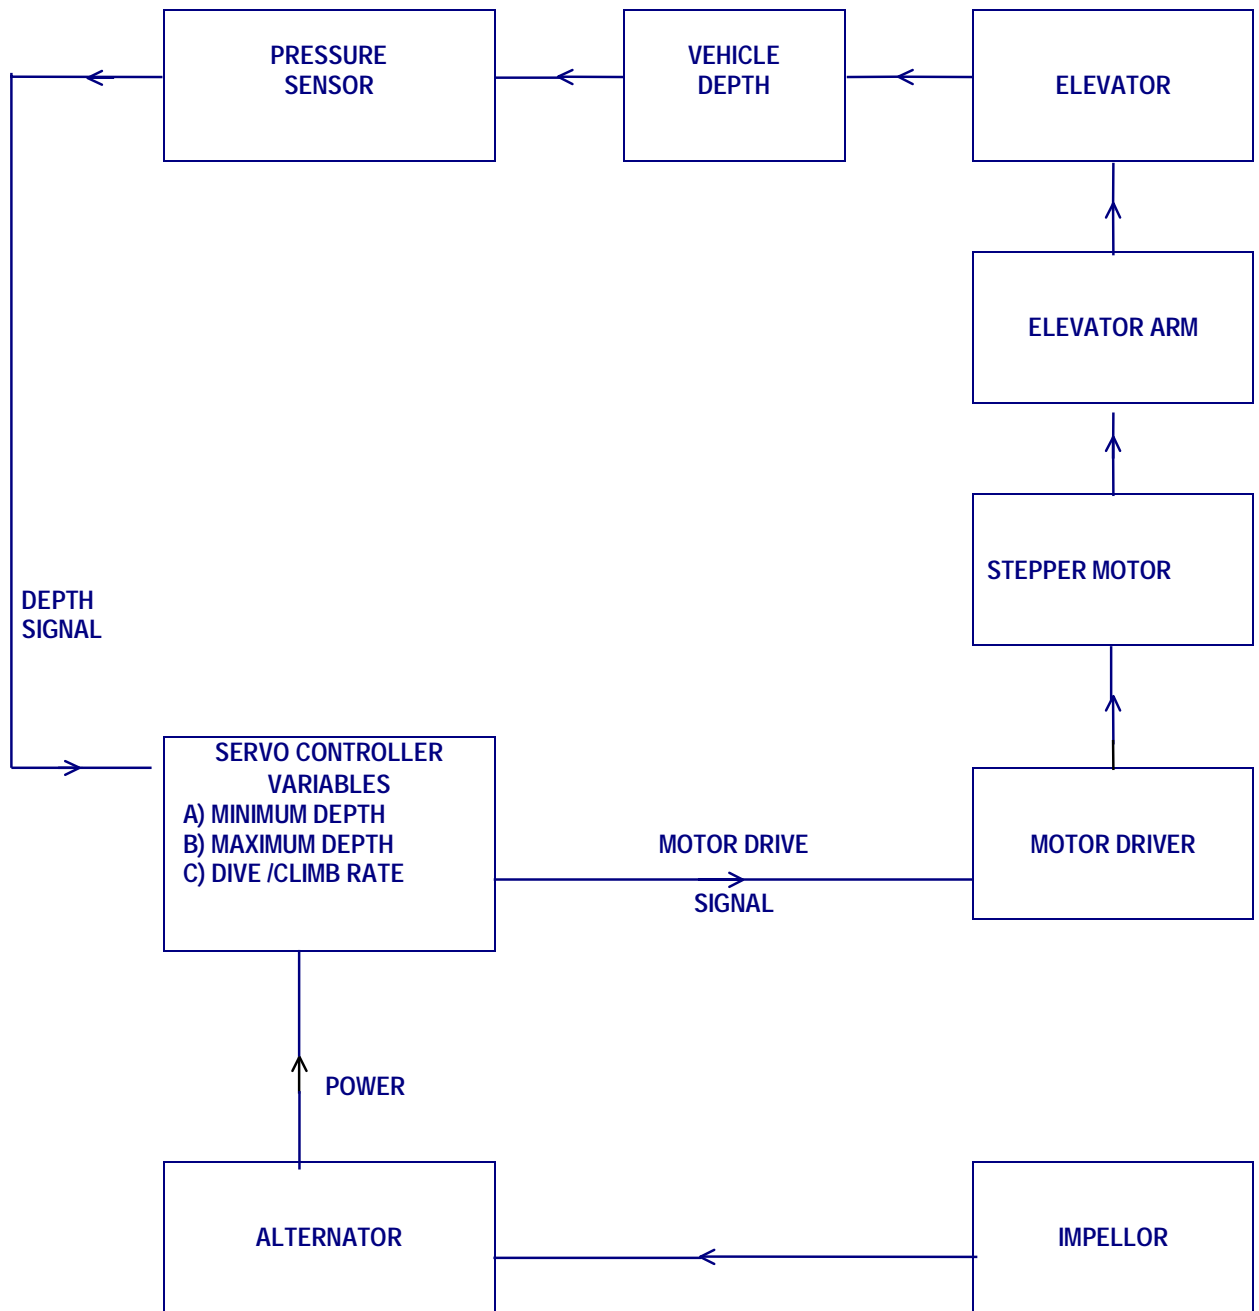 PRESSURE
SENSOR
VEHICLE
DEPTH
ELEVATOR
ELEVATOR ARM
STEPPER MOTOR
DEPTH
SIGNAL
SERVO CONTROLLER
VARIABLES
A) MINIMUM DEPTH
B) MAXIMUM DEPTH
C) DIVE /CLIMB RATE
MOTOR DRIVE
SIGNAL
MOTOR DRIVER
POWER
ALTERNATOR
IMPELLOR